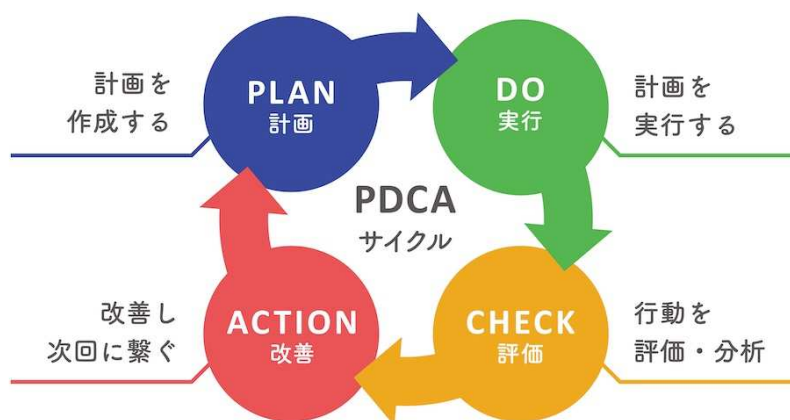 計画を
作成する
PLAN
計画
DO
実行
計画を
実行する
PDCA
サイクル
改善し
次回に繋ぐ
ACTION
改善
CHECK
評価
行動を
評価・分析